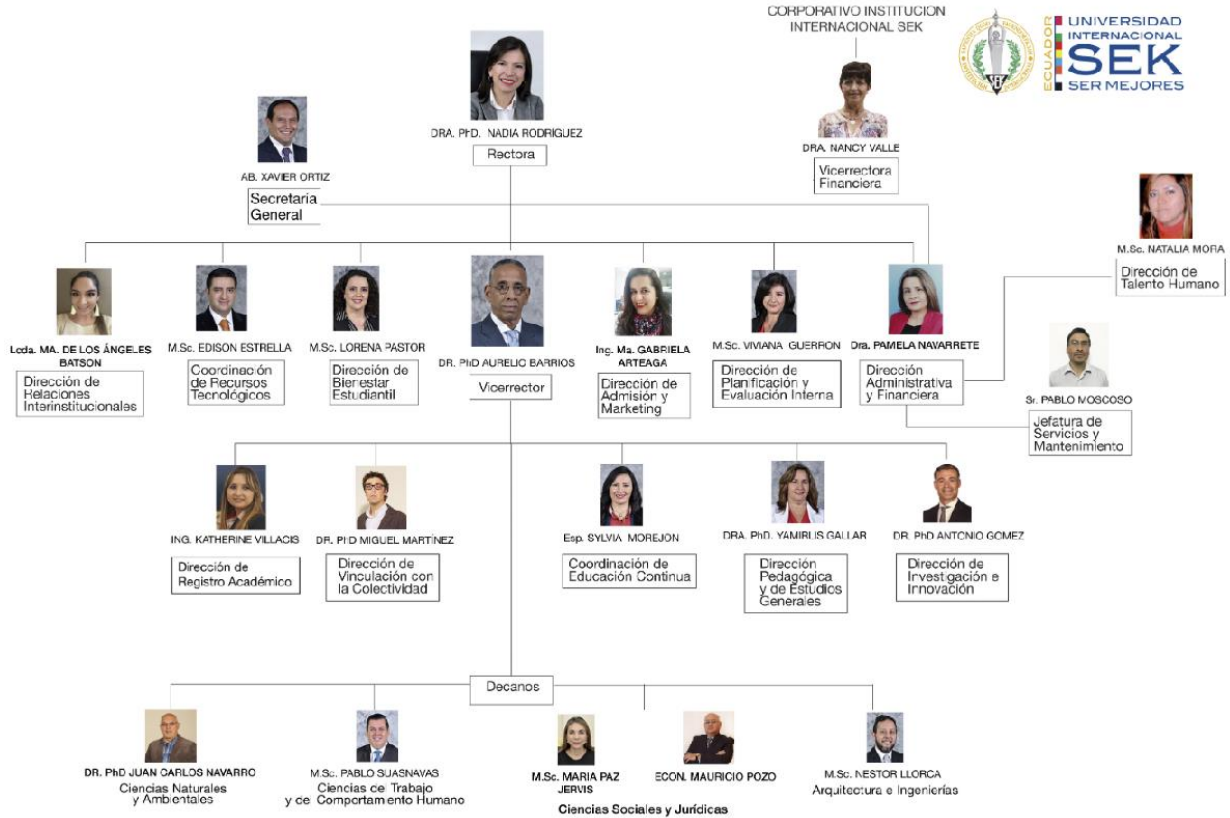 CORPORATIVO INSTITUCION
INTERNACIONAL SEK
ECUADOR
UNIVERSIDAD
INTERNACIONAL
SEK
SER MEJORES
DRA. PhD. NADIA RODRIGUEZ
Rectora
AB. XAVIER ORTIZ
Secretaría
General
DRA. NANCY VALLE
Vicerrectora
Financiera
M.Sc. NATALIA MORA
Dirección de
Talento Humano
Lcda. MA. DE LOS ÁNGELES
BATSON
Dirección de
Relaciones
Interinstitucionales
M.Sc. EDISON ESTRELLA
Coordinación
de Recursos
Tecnológicos
M.Sc. LORENA PASTOR
Dirección de
Bienestar
Estudiantil
DR. PhD AURELIO BARRIOS
Vicerrector
Ing. Ma. GABRIELA
ARTEAGA
Dirección de
Admisión y
Marketing
M.Sc. VIVIANA GUERRON
Dirección de
Planificación y
Evaluación Interna
Dra. PAMELA NAVARRETE
Dirección
Administrativa
y Financiera
Sr. PABLO MOSCOSO
Jefatura de
Servicios y
Mantenimiento
ING. KATHERINE VILLACIS
Dirección de
Registro Académico
DR. PhD MIGUEL MARTÍNEZ
Dirección de
Vinculación con
la Colectividad
Esp. SYLVIA MOREJON
Coordinación de
Educación Continua
DRA. PhD. YAMIRLIS GALLAR
Dirección
Pedagógica
y de Estudios
Generales
DR. PhD ANTONIO GOMEZ
Dirección de
Investigación e
Innovación
Decanos
DR. PhD JUAN CARLOS NAVARRO
Ciencias Naturales
y Ambientales
M.Sc. PABLO SUASNAVAS
Ciencias del Trabajo
y del Comportamiento Humano
M.Sc. MARIA PAZ
JERVIS
ECON. MAURICIO POZO
Ciencias Sociales y Jurídicas
M.Sc. NESTOR LLORCA
Arquitectura e Ingenierías